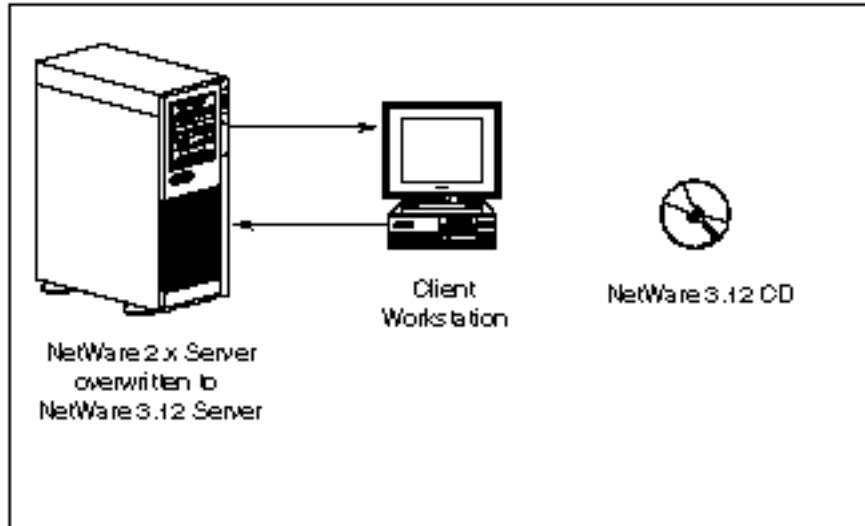 NetWare 2.x Server
overwritten to
NetWare 3.12 Server
Client
Workstation
NetWare 3.12 CD